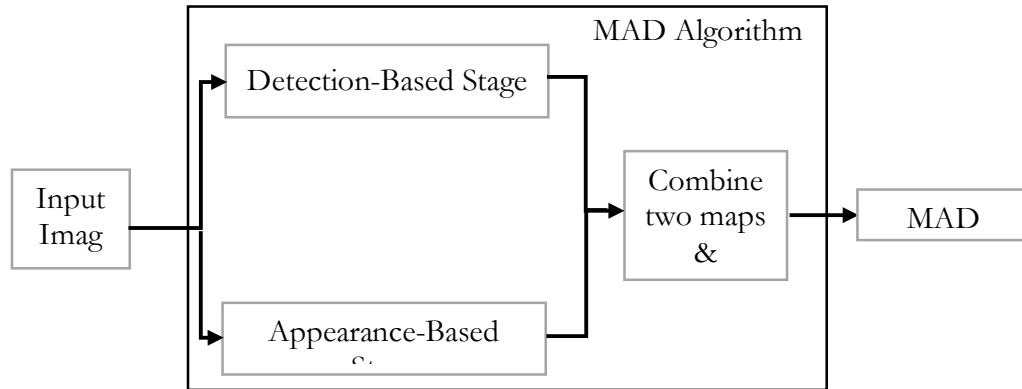 MAD Algorithm
Detection-Based Stage
Input
Imag
Combine
two maps
&
MAD
Appearance-Based